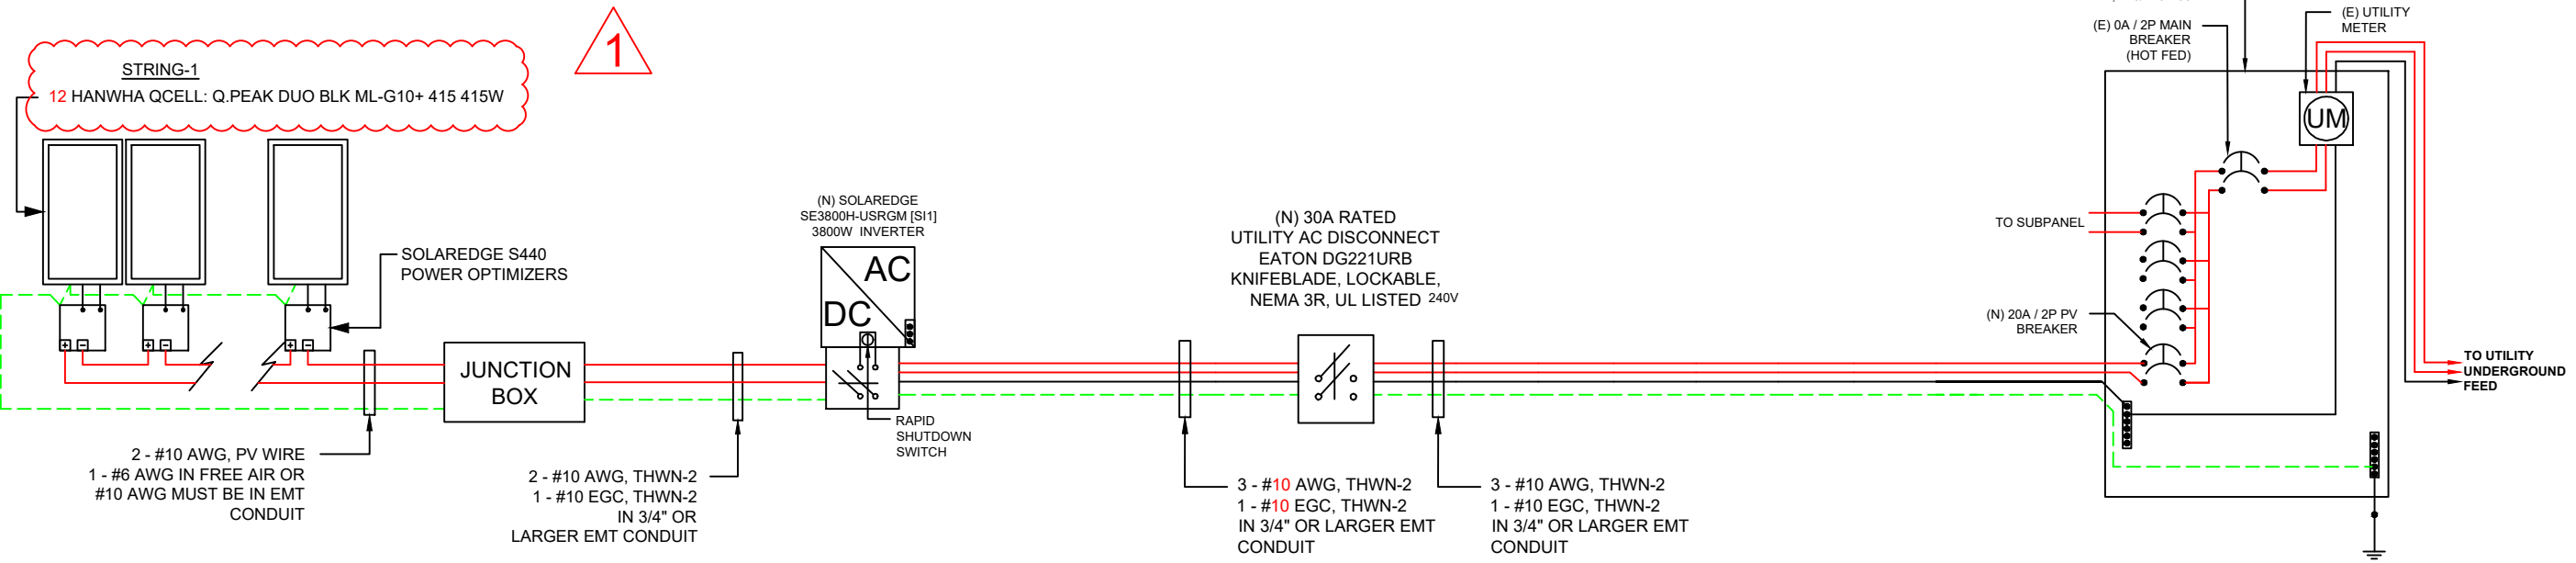 STRING-1
12 HANWHA QCELL: Q.PEAK DUO BLK ML-G10+ 415 415W
1
SOLAREDGE S440
POWER OPTIMIZERS
JUNCTION
BOX
2 - #10 AWG, PV WIRE
1 - #6 AWG IN FREE AIR OR
#10 AWG MUST BE IN EMT
CONDUIT
2 - #10 AWG, THWN-2
1 - #10 EGC, THWN-2
IN 3/4" OR
LARGER EMT CONDUIT
(N) SOLAREDGE
SE3800H-USRGM [SI1]
3800W INVERTER
AC
DC
RAPID
SHUTDOWN
SWITCH
(N) 30A RATED
UTILITY AC DISCONNECT
EATON DG221URB
KNIFEBLADE, LOCKABLE,
NEMA 3R, UL LISTED 240V
3 - #10 AWG, THWN-2
1 - #10 EGC, THWN-2
IN 3/4" OR LARGER EMT
CONDUIT
3 - #10 AWG, THWN-2
1 - #10 EGC, THWN-2
IN 3/4" OR LARGER EMT
CONDUIT
(E) 0A / 2P MAIN
BREAKER
(HOT FED)
(E) UTILITY
METER
UM
TO SUBPANEL
(N) 20A / 2P PV
BREAKER
TO UTILITY
UNDERGROUND
FEED